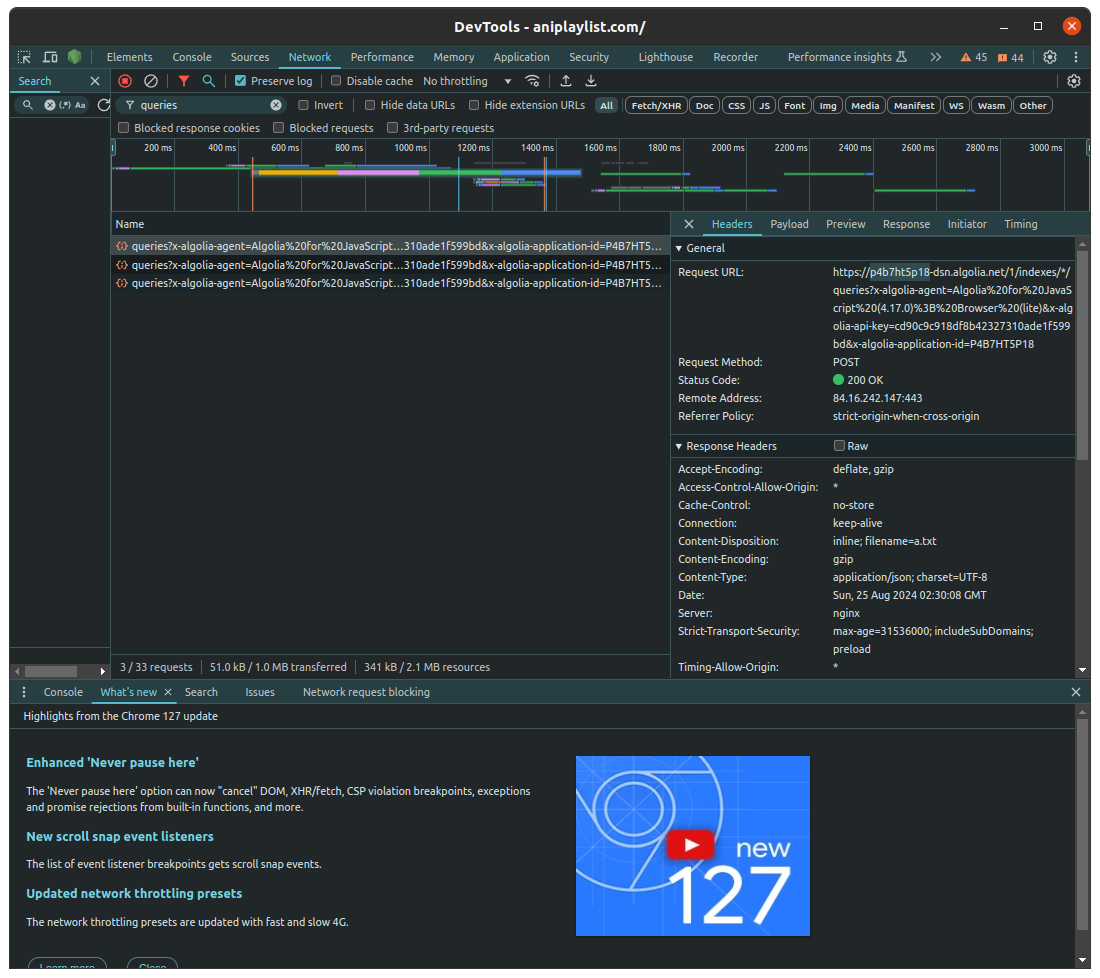 DevTools - aniplaylist.com/
Elements Console Sources Network Performance Memory Application Security Lighthouse Recorder Performance insights 45 44
Search
Preserve log Disable cache No throttling
(.*) Aa
queries Invert Hide data URLs Hide extension URLs All Fetch/XHR Doc CSS JS Font Img Media Manifest WS Wasm Other
Blocked response cookies Blocked requests 3rd-party requests
200 ms 400 ms 600 ms 800 ms 1000 ms 1200 ms 1400 ms 1600 ms 1800 ms 2000 ms 2200 ms 2400 ms 2600 ms 2800 ms 3000 ms
Name
queries?x-algolia-agent=Algolia%20for%20JavaScript...310ade1f599bd&x-algolia-application-id=P4B7HT5...
queries?x-algolia-agent=Algolia%20for%20JavaScript...310ade1f599bd&x-algolia-application-id=P4B7HT5...
queries?x-algolia-agent=Algolia%20for%20JavaScript...310ade1f599bd&x-algolia-application-id=P4B7HT5...
3 / 33 requests 51.0 kB / 1.0 MB transferred 341 kB / 2.1 MB resources
Headers Payload Preview Response Initiator Timing
General
Request URL: https://p4b7ht5p18-dsn.algolia.net/1/indexes/*/
queries?x-algolia-agent=Algolia%20for%20JavaS
cript%20(4.17.0)%3B%20Browser%20(lite)&x-alg
olia-api-key=cd90c9c918df8b42327310ade1f599
bd&x-algolia-application-id=P4B7HT5P18
Request Method: POST
Status Code: 200 OK
Remote Address: 84.16.242.147:443
Referrer Policy: strict-origin-when-cross-origin
Response Headers Raw
Accept-Encoding: deflate, gzip
Access-Control-Allow-Origin: *
Cache-Control: no-store
Connection: keep-alive
Content-Disposition: inline; filename=a.txt
Content-Encoding: gzip
Content-Type: application/json; charset=UTF-8
Date: Sun, 25 Aug 2024 02:30:08 GMT
Server: nginx
Strict-Transport-Security: max-age=31536000; includeSubDomains;
preload
Timing-Allow-Origin: *
Console What's new Search Issues Network request blocking
Highlights from the Chrome 127 update
Enhanced 'Never pause here'
The 'Never pause here' option can now "cancel" DOM, XHR/fetch, CSP violation breakpoints, exceptions
and promise rejections from built-in functions, and more.
New scroll snap event listeners
The list of event listener breakpoints gets scroll snap events.
Updated network throttling presets
The network throttling presets are updated with fast and slow 4G.
Learn more Close
new
127